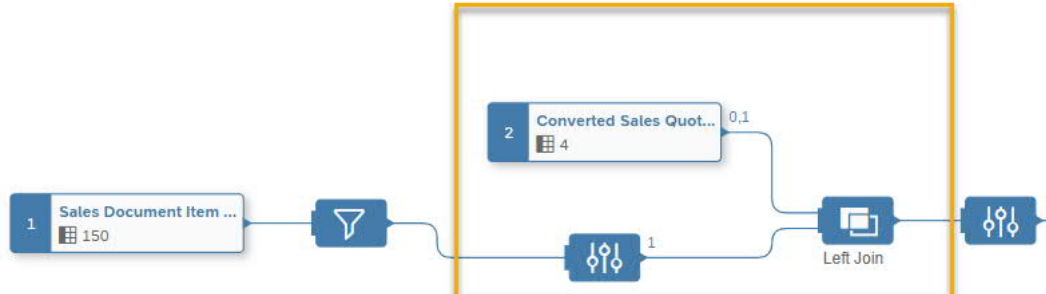 2
Converted Sales Quot...
4
0,1
1
Sales Document Item ...
150
1
Left Join